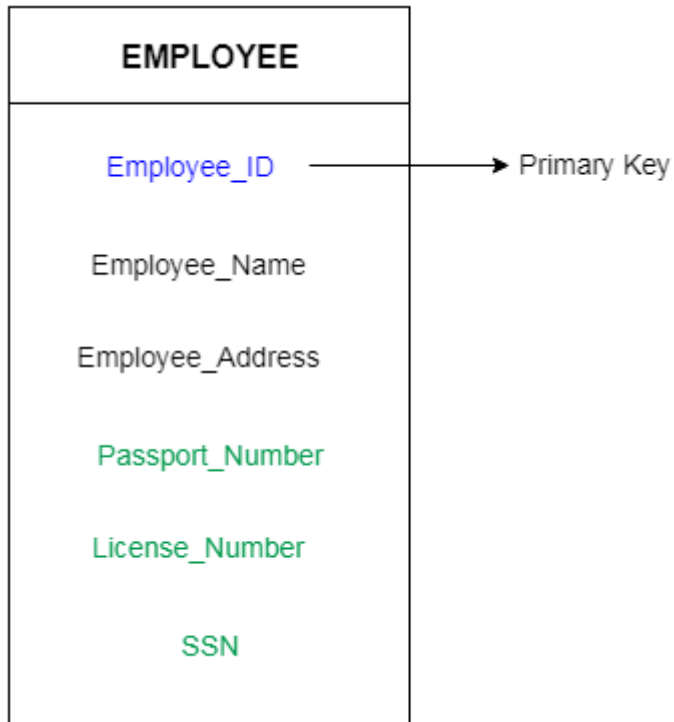 EMPLOYEE
Employee_ID
Primary Key
Employee_Name
Employee_Address
Passport_Number
License_Number
SSN